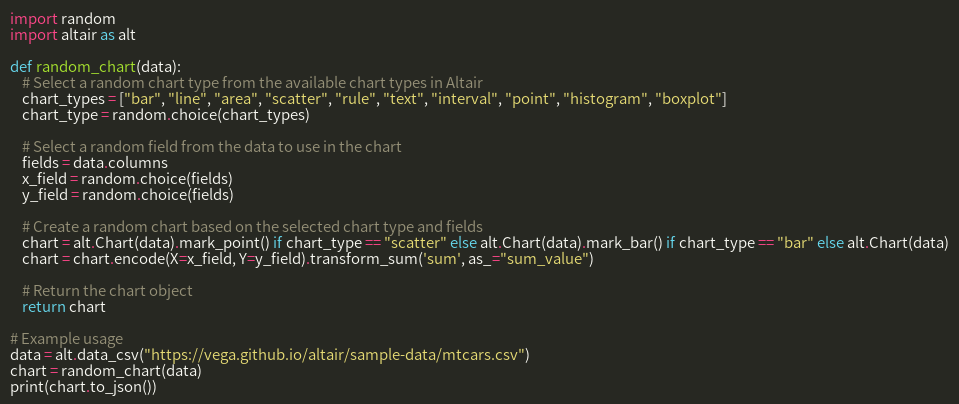 import random
import altair as alt
def random_chart(data):
# Select a random chart type from the available chart types in Altair
chart_types = ["bar", "line", "area", "scatter", "rule", "text", "interval", "point", "histogram", "boxplot"]
chart_type = random.choice(chart_types)
# Select a random field from the data to use in the chart
fields = data.columns
x_field = random.choice(fields)
y_field = random.choice(fields)
# Create a random chart based on the selected chart type and fields
chart = alt.Chart(data).mark_point() if chart_type == "scatter" else alt.Chart(data).mark_bar() if chart_type == "bar" else alt.Chart(data)
chart = chart.encode(X=x_field, Y=y_field).transform_sum('sum', as_="sum_value")
# Return the chart object
return chart
# Example usage
data = alt.data_csv("https://vega.github.io/altair/sample-data/mtcars.csv")
chart = random_chart(data)
print(chart.to_json())